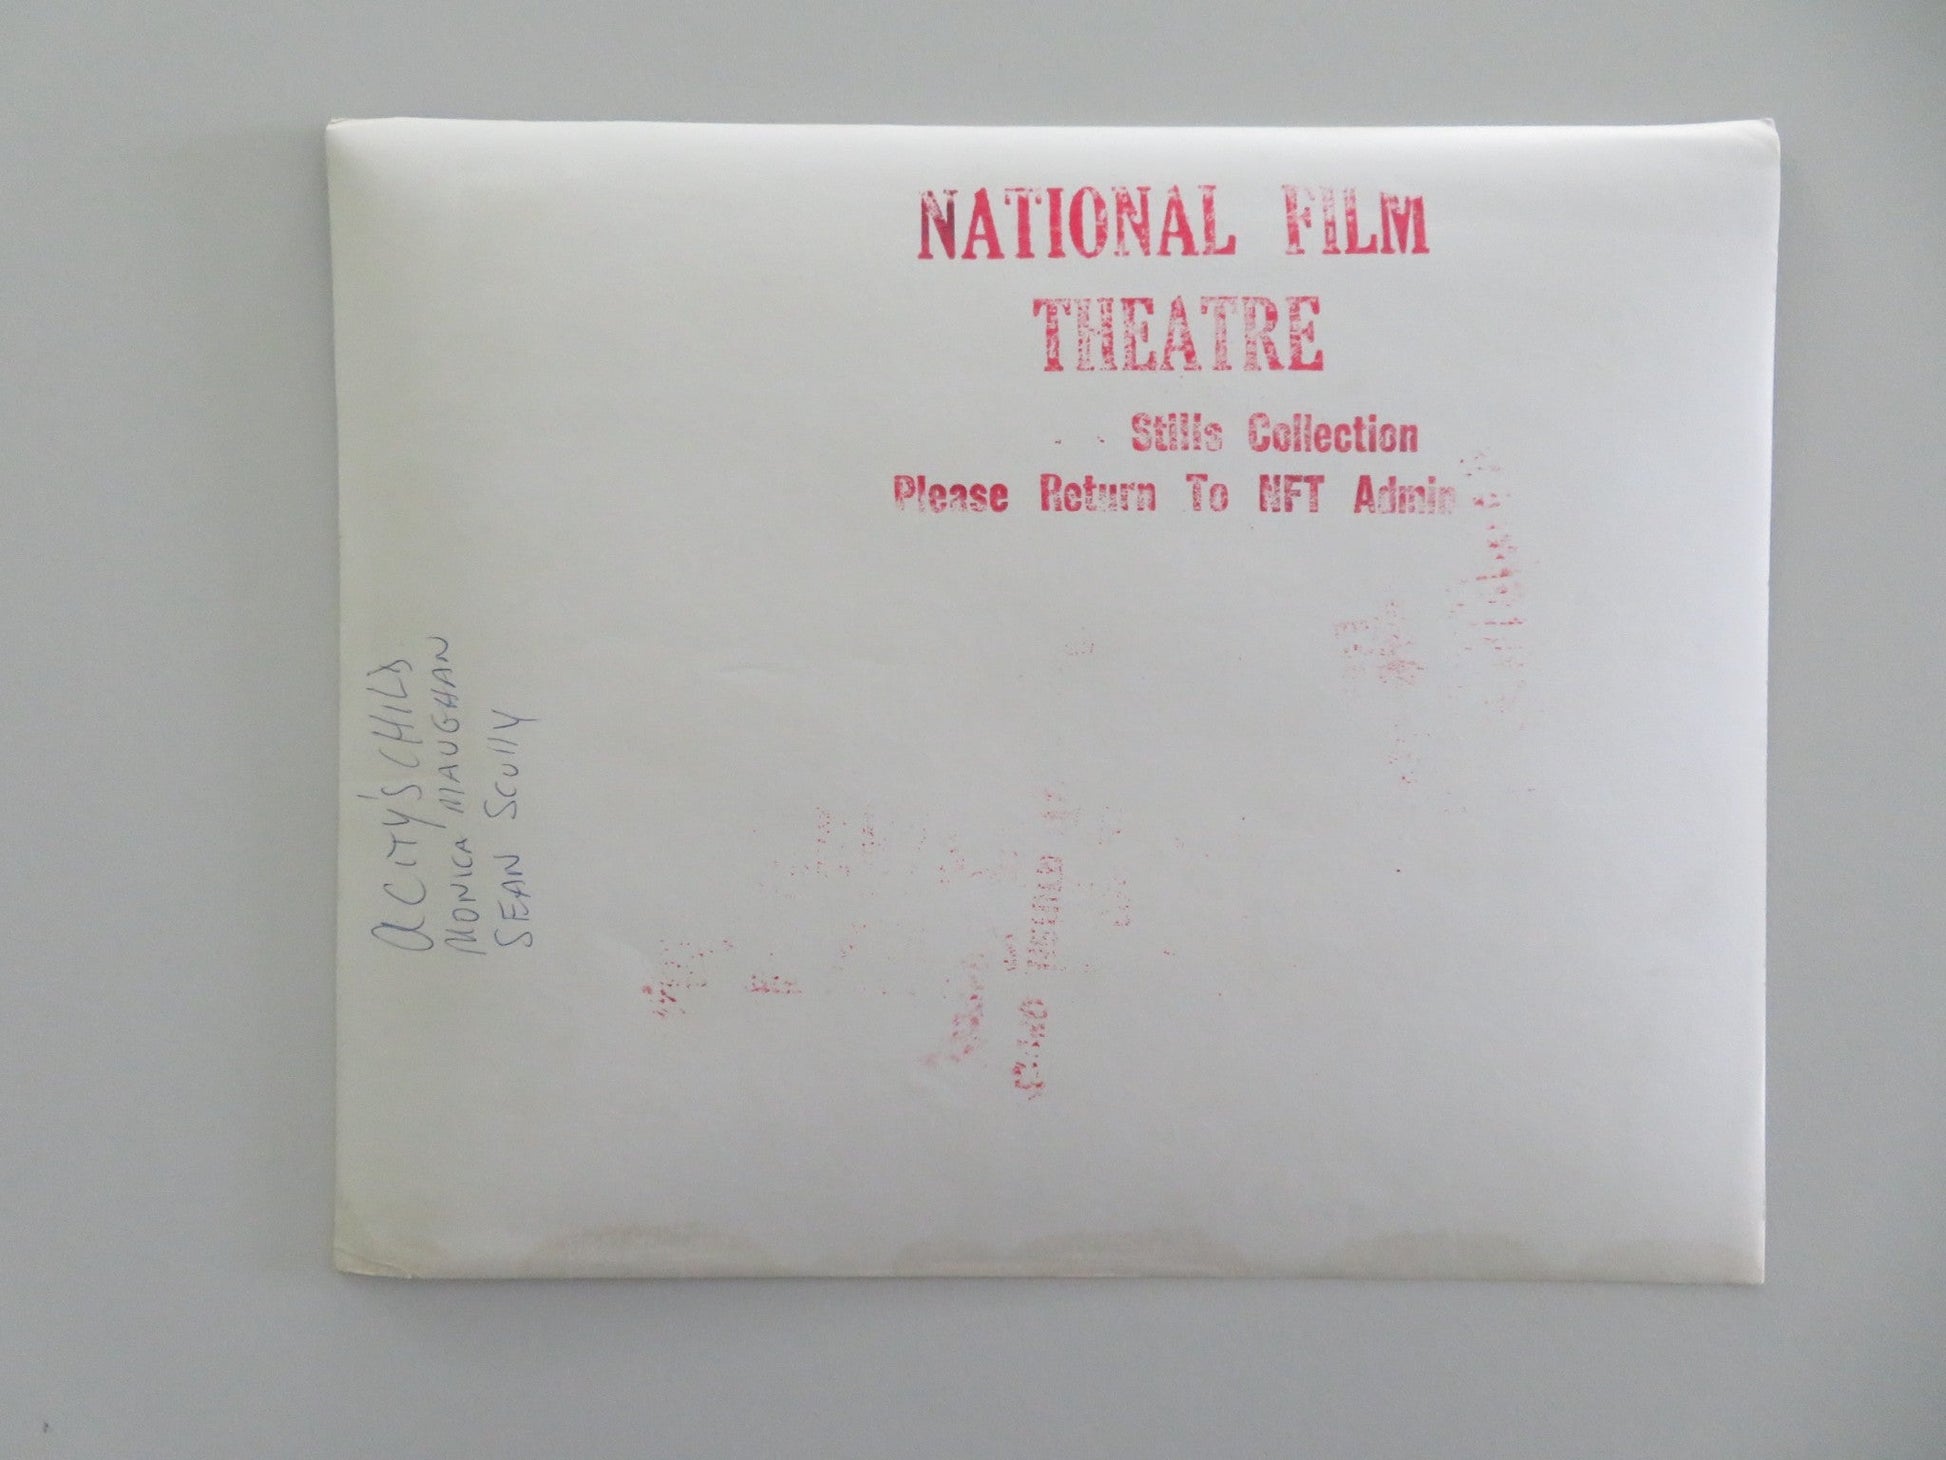 NATIONAL FILM
THEATRE
Stills Collection
Please Return To NFT Admin
A CITY'S CHILD
MONICA MAUGHAN
SEAN SCULLY